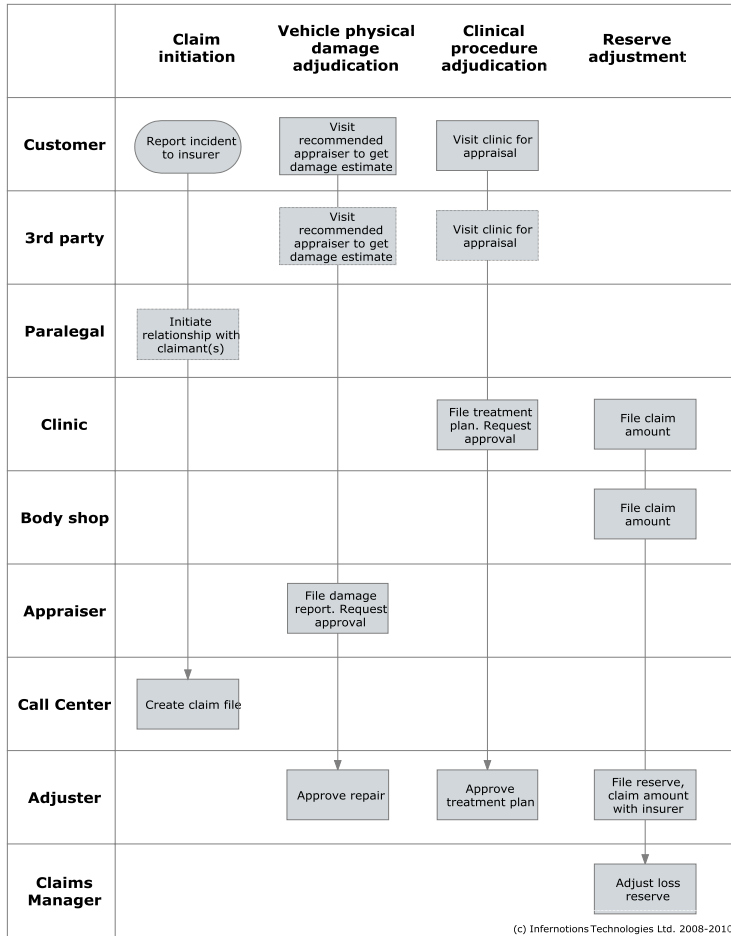 Claim
initiation
Vehicle physical
damage
adjudication
Clinical
procedure
adjudication
Reserve
adjustment
Customer
Report incident
to insurer
Visit
recommended
appraiser to get
damage estimate
Visit clinic for
appraisal
3rd party
Visit
recommended
appraiser to get
damage estimate
Visit clinic for
appraisal
Paralegal
Initiate
relationship with
claimant(s)
Clinic
File treatment
plan. Request
approval
File claim
amount
Body shop
File claim
amount
Appraiser
File damage
report. Request
approval
Call Center
Create claim file
Adjuster
Approve repair
Approve
treatment plan
File reserve,
claim amount
with insurer
Claims
Manager
Adjust loss
reserve
(c) Infernotions Technologies Ltd. 2008-2010